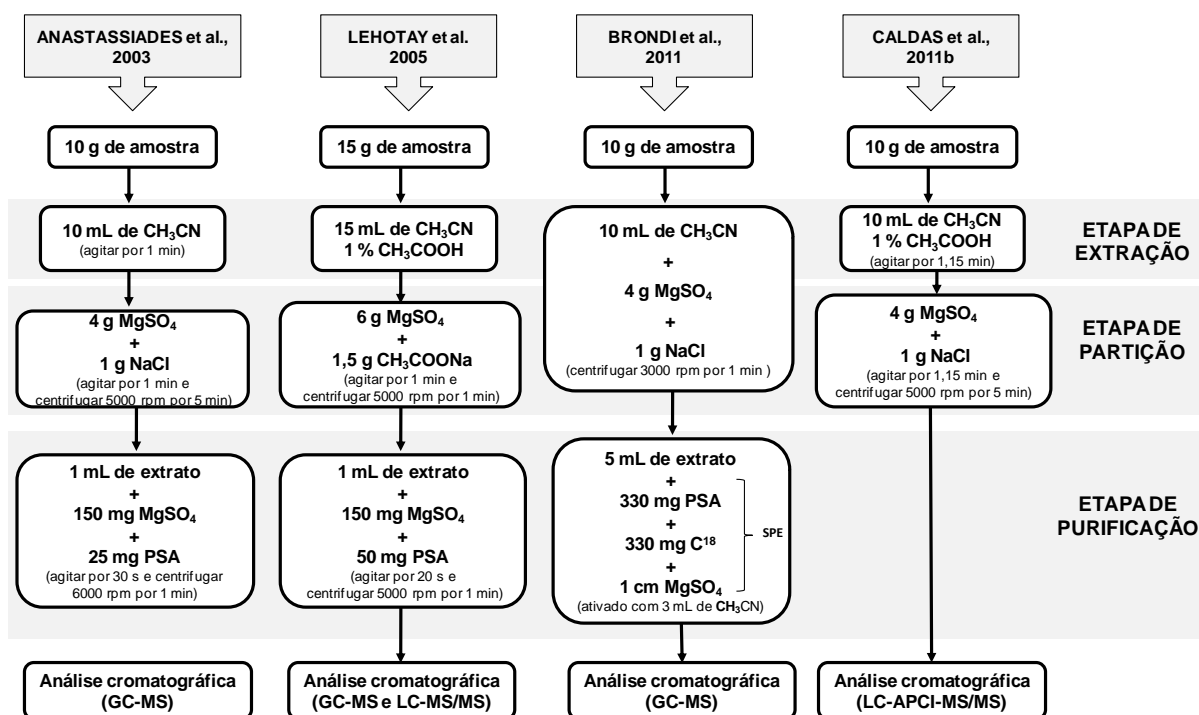 ANASTASSIADES et al.,
2003
10 g de amostra
10 mL de CH₃CN
(agitar por 1 min)
4 g MgSO₄
+
1 g NaCl
(agitar por 1 min e
centrifugar 5000 rpm por 5 min)
1 mL de extrato
+
150 mg MgSO₄
+
25 mg PSA
(agitar por 30 s e centrifugar
6000 rpm por 1 min)
Análise cromatográfica
(GC-MS)
LEHOTAY et al.
2005
15 g de amostra
15 mL de CH₃CN
1 % CH₃COOH
6 g MgSO₄
+
1,5 g CH₃COONa
(agitar por 1 min e
centrifugar 5000 rpm por 1 min)
1 mL de extrato
+
150 mg MgSO₄
+
50 mg PSA
(agitar por 20 s e
centrifugar 5000 rpm por 1 min)
Análise cromatográfica
(GC-MS e LC-MS/MS)
BRONDI et al.,
2011
10 g de amostra
10 mL de CH₃CN
+
4 g MgSO₄
+
1 g NaCl
(centrifugar 3000 rpm por 1 min )
5 mL de extrato
+
330 mg PSA
+
330 mg C¹⁸
+
1 cm MgSO₄
SPE
(ativado com 3 mL de CH₃CN)
Análise cromatográfica
(GC-MS)
CALDAS et al.,
2011b
10 g de amostra
10 mL de CH₃CN
1 % CH₃COOH
(agitar por 1,15 min)
4 g MgSO₄
+
1 g NaCl
(agitar por 1,15 min e
centrifugar 5000 rpm por 5 min)
Análise cromatográfica
(LC-APCI-MS/MS)
ETAPA DE
EXTRAÇÃO
ETAPA DE
PARTIÇÃO
ETAPA DE
PURIFICAÇÃO